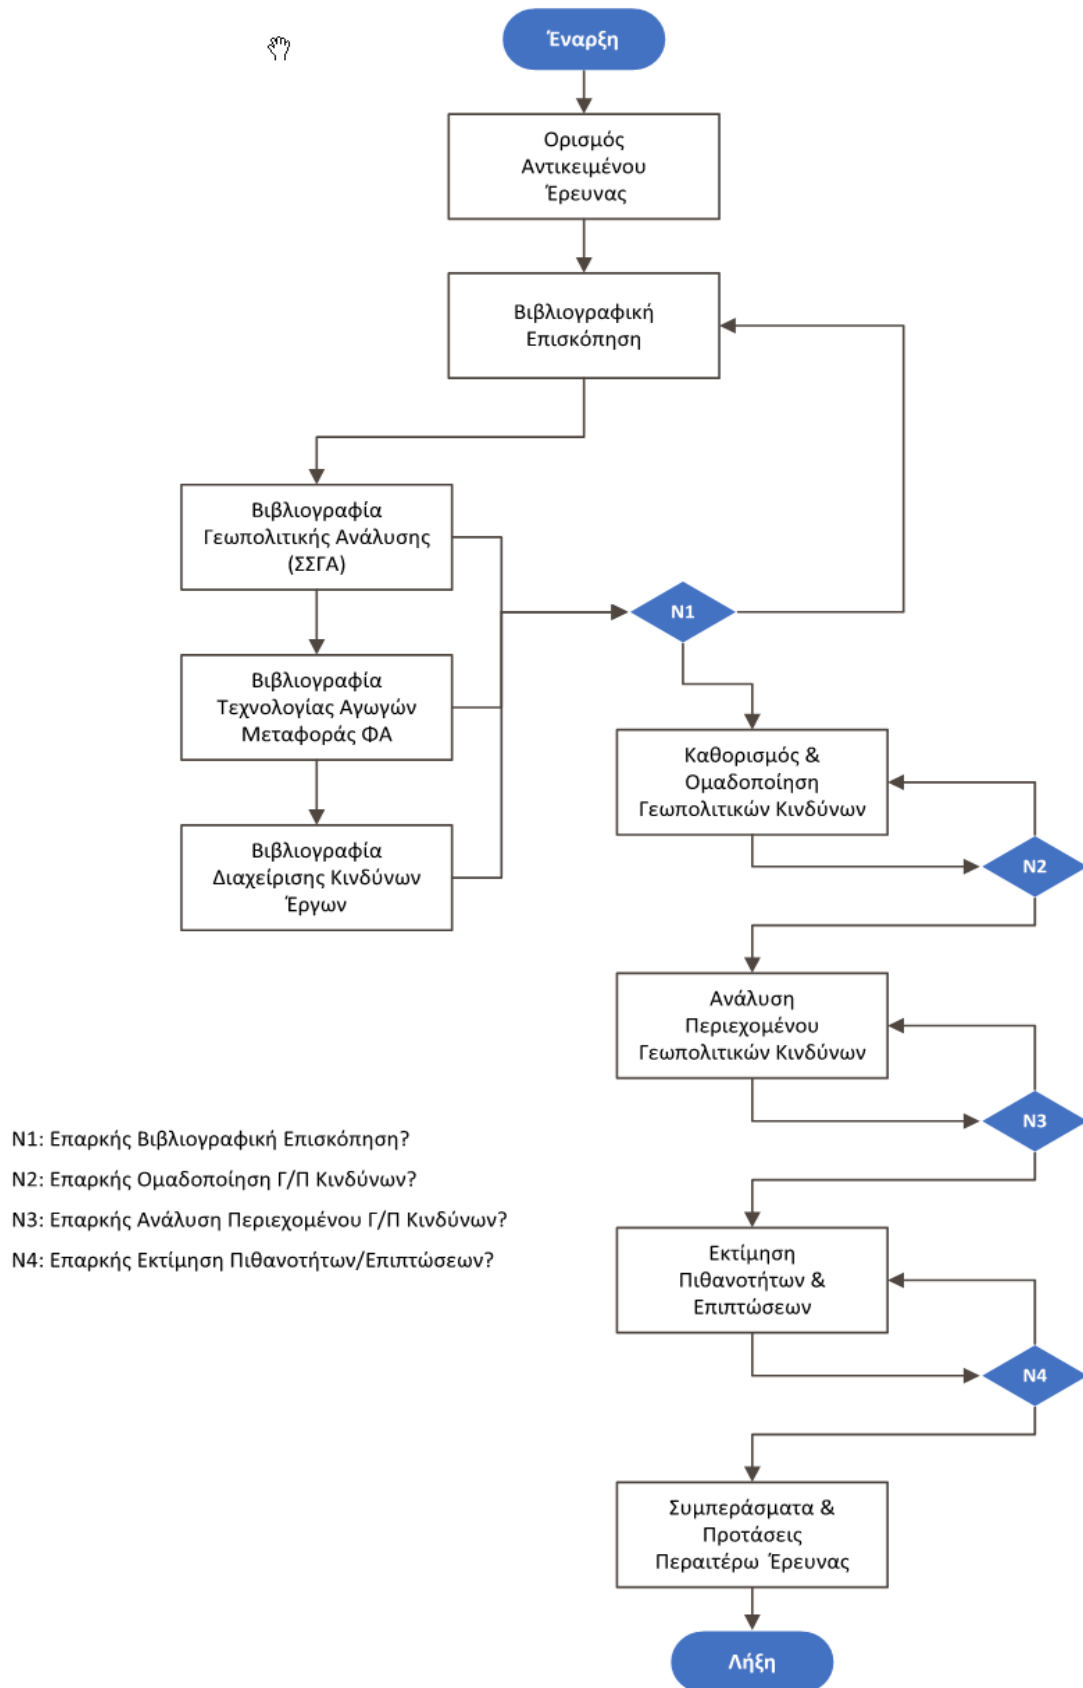 Έναρξη
Ορισμός
Αντικειμένου
Έρευνας
Βιβλιογραφική
Επισκόπηση
Βιβλιογραφία
Γεωπολιτικής Ανάλυσης
(ΣΣΓΑ)
N1
Βιβλιογραφία
Τεχνολογίας Αγωγών
Μεταφοράς ΦΑ
Καθορισμός &
Ομαδοποίηση
Γεωπολιτικών Κινδύνων
Βιβλιογραφία
Διαχείρισης Κινδύνων
Έργων
N2
Ανάλυση
Περιεχομένου
Γεωπολιτικών Κινδύνων
N3
N1: Επαρκής Βιβλιογραφική Επισκόπηση?
N2: Επαρκής Ομαδοποίηση Γ/Π Κινδύνων?
N3: Επαρκής Ανάλυση Περιεχομένου Γ/Π Κινδύνων?
N4: Επαρκής Εκτίμηση Πιθανοτήτων/Επιπτώσεων?
Εκτίμηση
Πιθανοτήτων &
Επιπτώσεων
N4
Συμπεράσματα &
Προτάσεις
Περαιτέρω Έρευνας
Λήξη